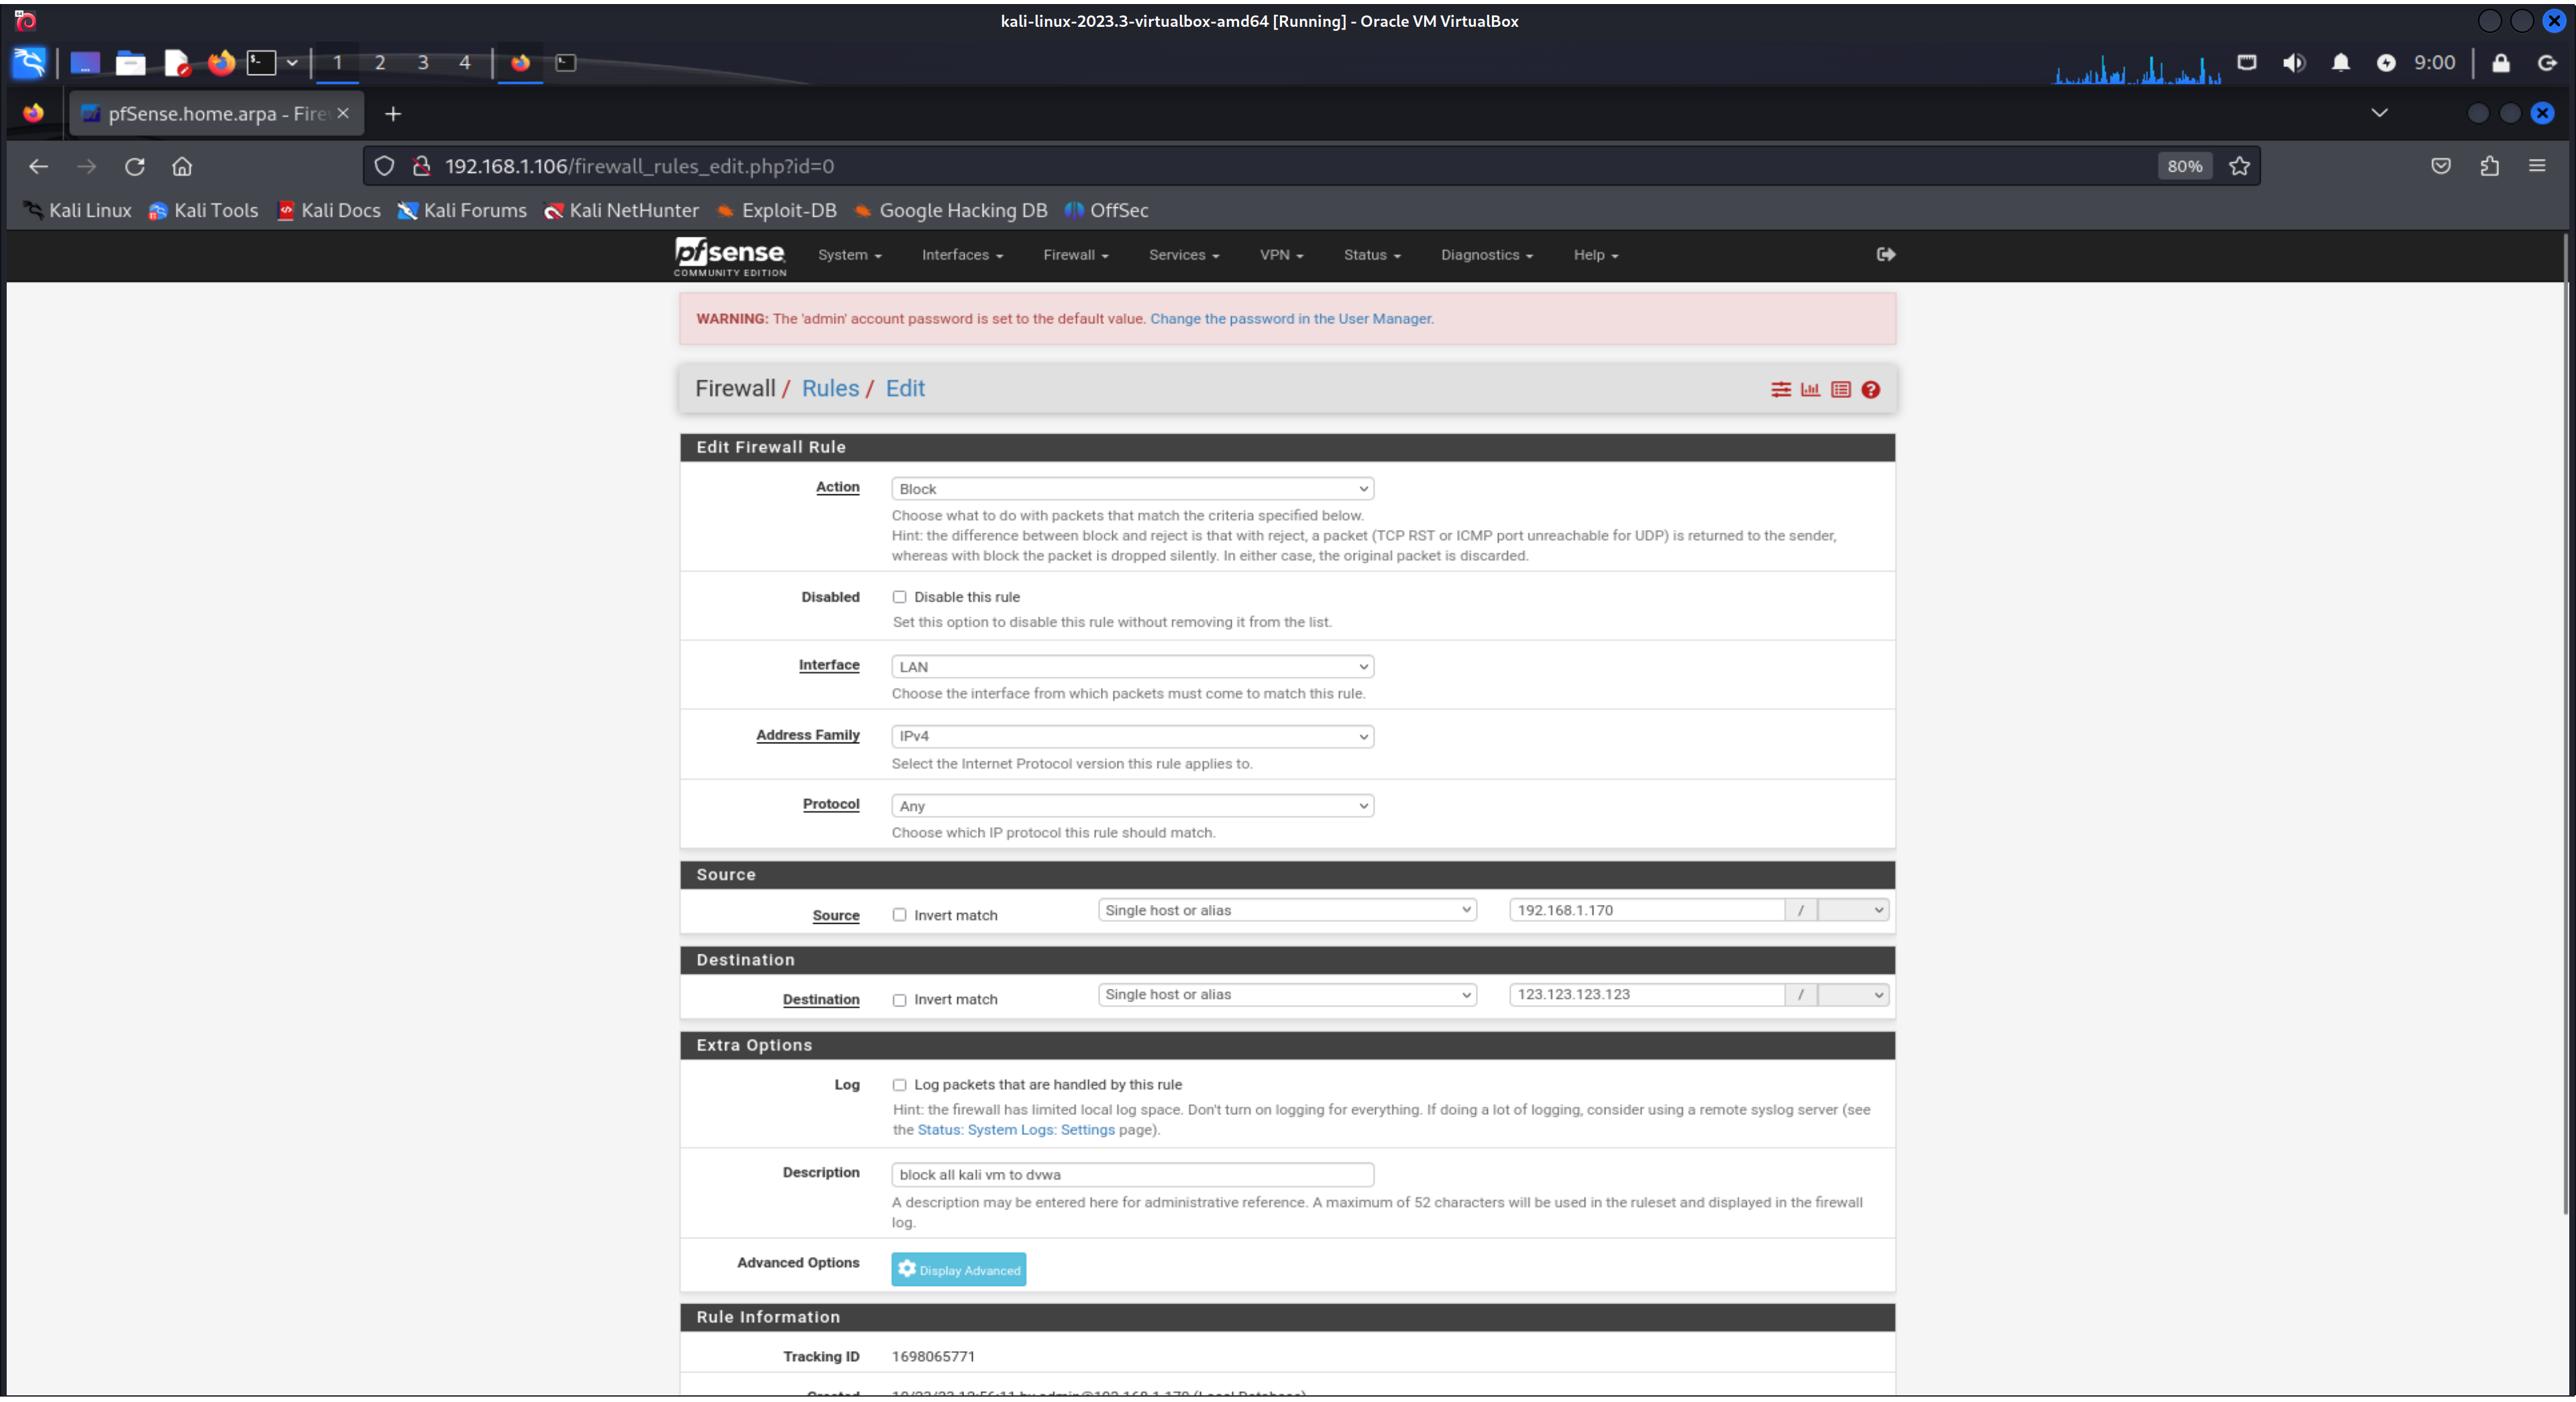 kali-linux-2023.3-virtualbox-amd64 [Running] - Oracle VM VirtualBox
1 2 3 4 9:00
pfSense.home.arpa - Fire
192.168.1.106/firewall_rules_edit.php?id=0 80%
Kali Linux Kali Tools Kali Docs Kali Forums Kali NetHunter Exploit-DB Google Hacking DB OffSec
pfsense System Interfaces Firewall Services VPN Status Diagnostics Help
COMMUNITY EDITION
WARNING: The 'admin' account password is set to the default value. Change the password in the User Manager.
Firewall / Rules / Edit
Edit Firewall Rule
Action Block
Choose what to do with packets that match the criteria specified below.
Hint: the difference between block and reject is that with reject, a packet (TCP RST or ICMP port unreachable for UDP) is returned to the sender,
whereas with block the packet is dropped silently. In either case, the original packet is discarded.
Disabled Disable this rule
Set this option to disable this rule without removing it from the list.
Interface LAN
Choose the interface from which packets must come to match this rule.
Address Family IPv4
Select the Internet Protocol version this rule applies to.
Protocol Any
Choose which IP protocol this rule should match.
Source
Source Invert match Single host or alias 192.168.1.170 /
Destination
Destination Invert match Single host or alias 123.123.123.123 /
Extra Options
Log Log packets that are handled by this rule
Hint: the firewall has limited local log space. Don't turn on logging for everything. If doing a lot of logging, consider using a remote syslog server (see
the Status: System Logs: Settings page).
Description block all kali vm to dvwa
A description may be entered here for administrative reference. A maximum of 52 characters will be used in the ruleset and displayed in the firewall
log.
Advanced Options Display Advanced
Rule Information
Tracking ID 1698065771